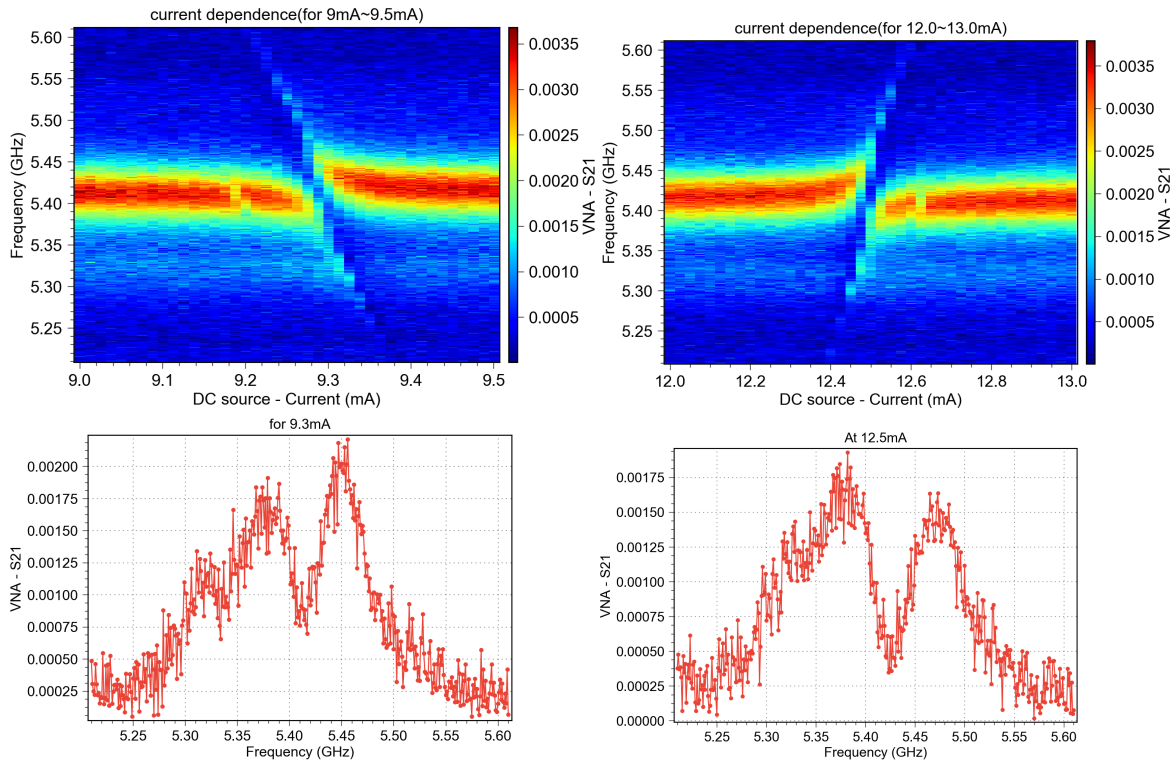 current dependence(for 9mA~9.5mA)
5.60
5.55
5.50
5.45
5.40
5.35
5.30
5.25
Frequency (GHz)
9.0 9.1 9.2 9.3 9.4 9.5
DC source - Current (mA)
0.0035
0.0030
0.0025
0.0020
0.0015
0.0010
0.0005
VNA - S21
current dependence(for 12.0~13.0mA)
5.60
5.55
5.50
5.45
5.40
5.35
5.30
5.25
Frequency (GHz)
12.0 12.2 12.4 12.6 12.8 13.0
DC source - Current (mA)
0.0035
0.0030
0.0025
0.0020
0.0015
0.0010
0.0005
VNA - S21
for 9.3mA
0.00200
0.00175
0.00150
0.00125
0.00100
0.00075
0.00050
0.00025
VNA - S21
5.25 5.30 5.35 5.40 5.45 5.50 5.55 5.60
Frequency (GHz)
At 12.5mA
0.00175
0.00150
0.00125
0.00100
0.00075
0.00050
0.00025
0.00000
VNA - S21
5.25 5.30 5.35 5.40 5.45 5.50 5.55 5.60
Frequency (GHz)